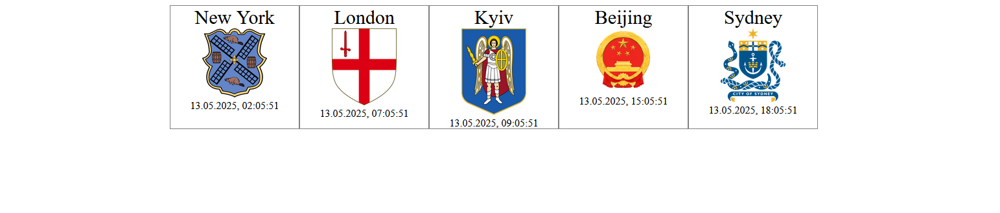 New York
13.05.2025, 02:05:51
London
13.05.2025, 07:05:51
Kyiv
13.05.2025, 09:05:51
Beijing
13.05.2025, 15:05:51
Sydney
CITY OF SYDNEY
13.05.2025, 18:05:51